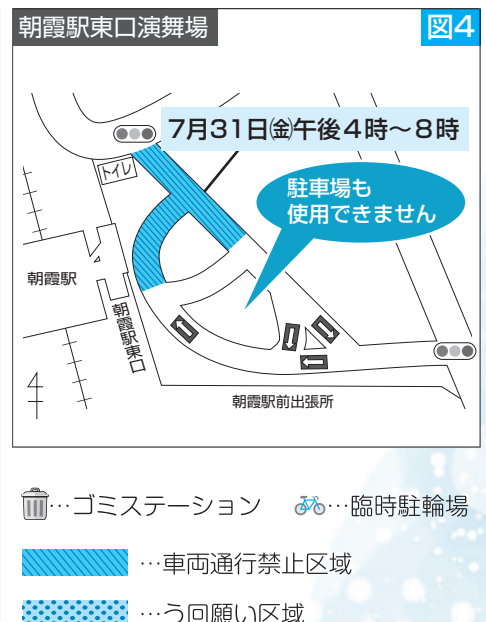 朝霞駅東口演舞場
図4
7月31日㈮午後4時～8時
トイレ
駐車場も
使用できません
朝霞駅
朝霞駅東口
朝霞駅前出張所
…ゴミステーション
…臨時駐輪場
…車両通行禁止区域
…う回願い区域